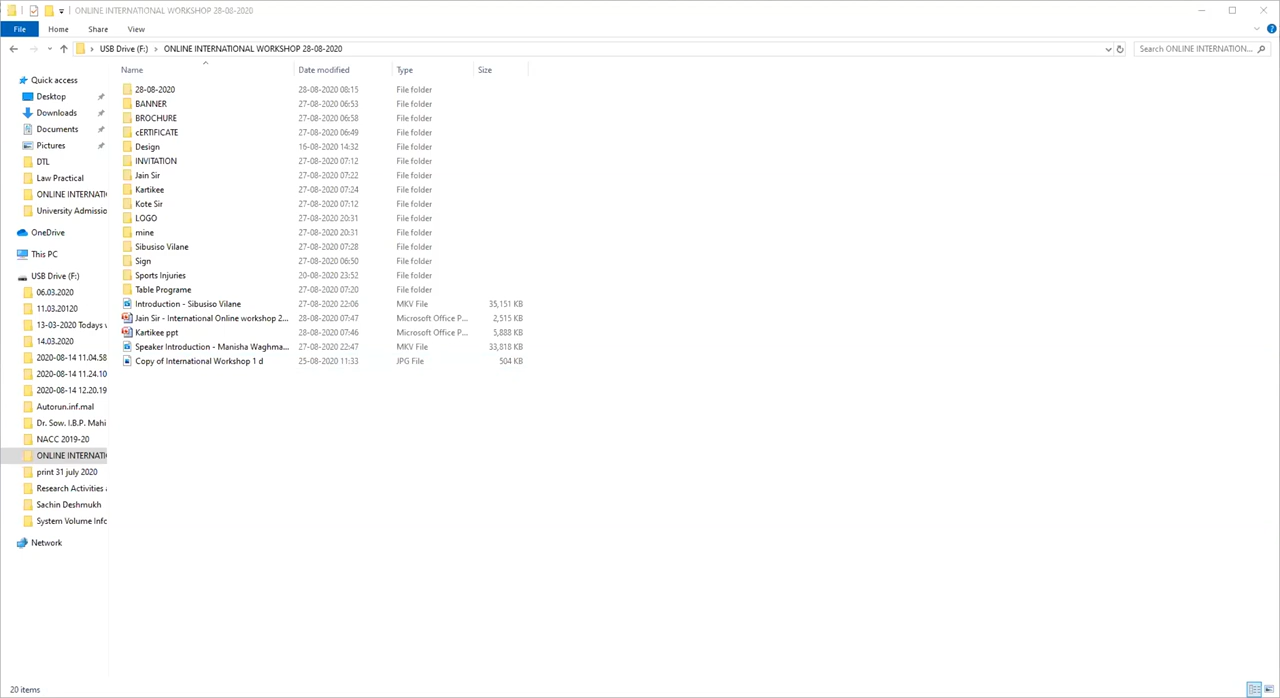 ONLINE INTERNATIONAL WORKSHOP 28-08-2020
File Home Share View
USB Drive (F:) › ONLINE INTERNATIONAL WORKSHOP 28-08-2020 Search ONLINE INTERNATION...
Name Date modified Type Size
Quick access
Desktop
Downloads
Documents
Pictures
DTL
Law Practical
ONLINE INTERNATI
University Admissio
OneDrive
This PC
USB Drive (F:)
06.03.2020
11.03.20120
13-03-2020 Todays
14.03.2020
2020-08-14 11.04.58
2020-08-14 11.24.10
2020-08-14 12.20.19
Autorun.inf.mal
Dr. Sow. I.B.P. Mahi
NACC 2019-20
ONLINE INTERNATI
print 31 july 2020
Research Activities
Sachin Deshmukh
System Volume Info
Network
28-08-2020 28-08-2020 08:15 File folder
BANNER 27-08-2020 06:53 File folder
BROCHURE 27-08-2020 06:58 File folder
cERTIFICATE 27-08-2020 06:49 File folder
Design 16-08-2020 14:32 File folder
INVITATION 27-08-2020 07:12 File folder
Jain Sir 27-08-2020 07:22 File folder
Kartikee 27-08-2020 07:24 File folder
Kote Sir 27-08-2020 07:12 File folder
LOGO 27-08-2020 20:31 File folder
mine 27-08-2020 20:31 File folder
Sibusiso Vilane 27-08-2020 07:28 File folder
Sign 27-08-2020 06:50 File folder
Sports Injuries 20-08-2020 23:52 File folder
Table Programe 27-08-2020 07:20 File folder
Introduction - Sibusiso Vilane 27-08-2020 22:06 MKV File 35,151 KB
Jain Sir - International Online workshop 2... 28-08-2020 07:47 Microsoft Office P... 2,515 KB
Kartikee ppt 28-08-2020 07:46 Microsoft Office P... 5,888 KB
Speaker Introduction - Manisha Waghma... 27-08-2020 22:47 MKV File 33,818 KB
Copy of International Workshop 1 d 25-08-2020 11:33 JPG File 504 KB
20 items